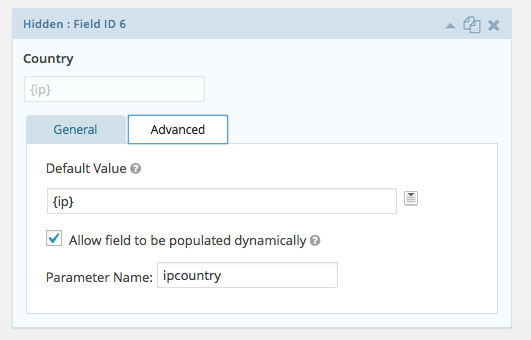 Hidden : Field ID 6
Country
{ip}
General Advanced
Default Value
{ip}
Allow field to be populated dynamically
Parameter Name: ipcountry